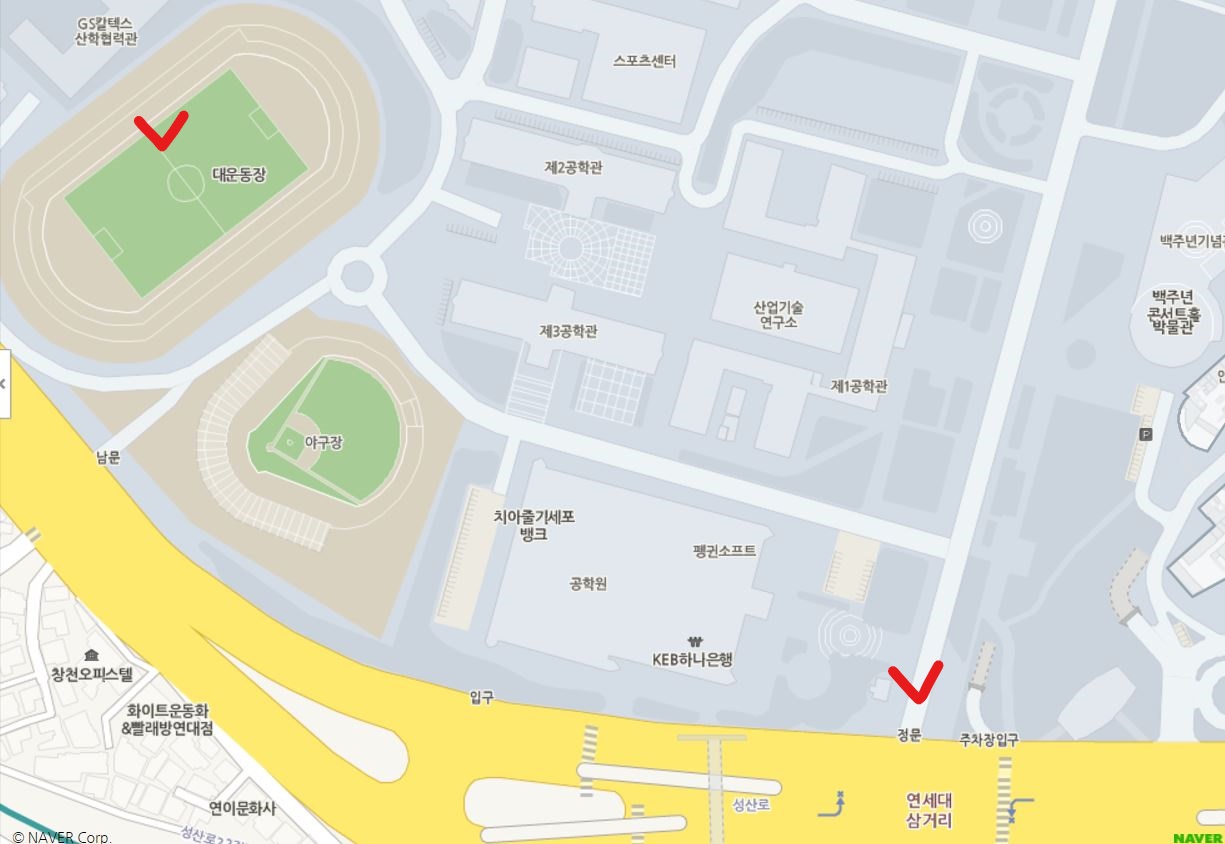 GS칼텍스
산학협력관
스포츠센터
대운동장
제2공학관
백주년기념관
백주년
콘서트홀
박물관
산업기술
연구소
제3공학관
제1공학관
야구장
P
남문
치아줄기세포
뱅크
펭귄소프트
공학원
KEB하나은행
창천오피스텔
입구
화이트운동화
&빨래방연대점
정문
주차장입구
연이문화사
성산로
연세대
삼거리
© NAVER Corp.
NAVER